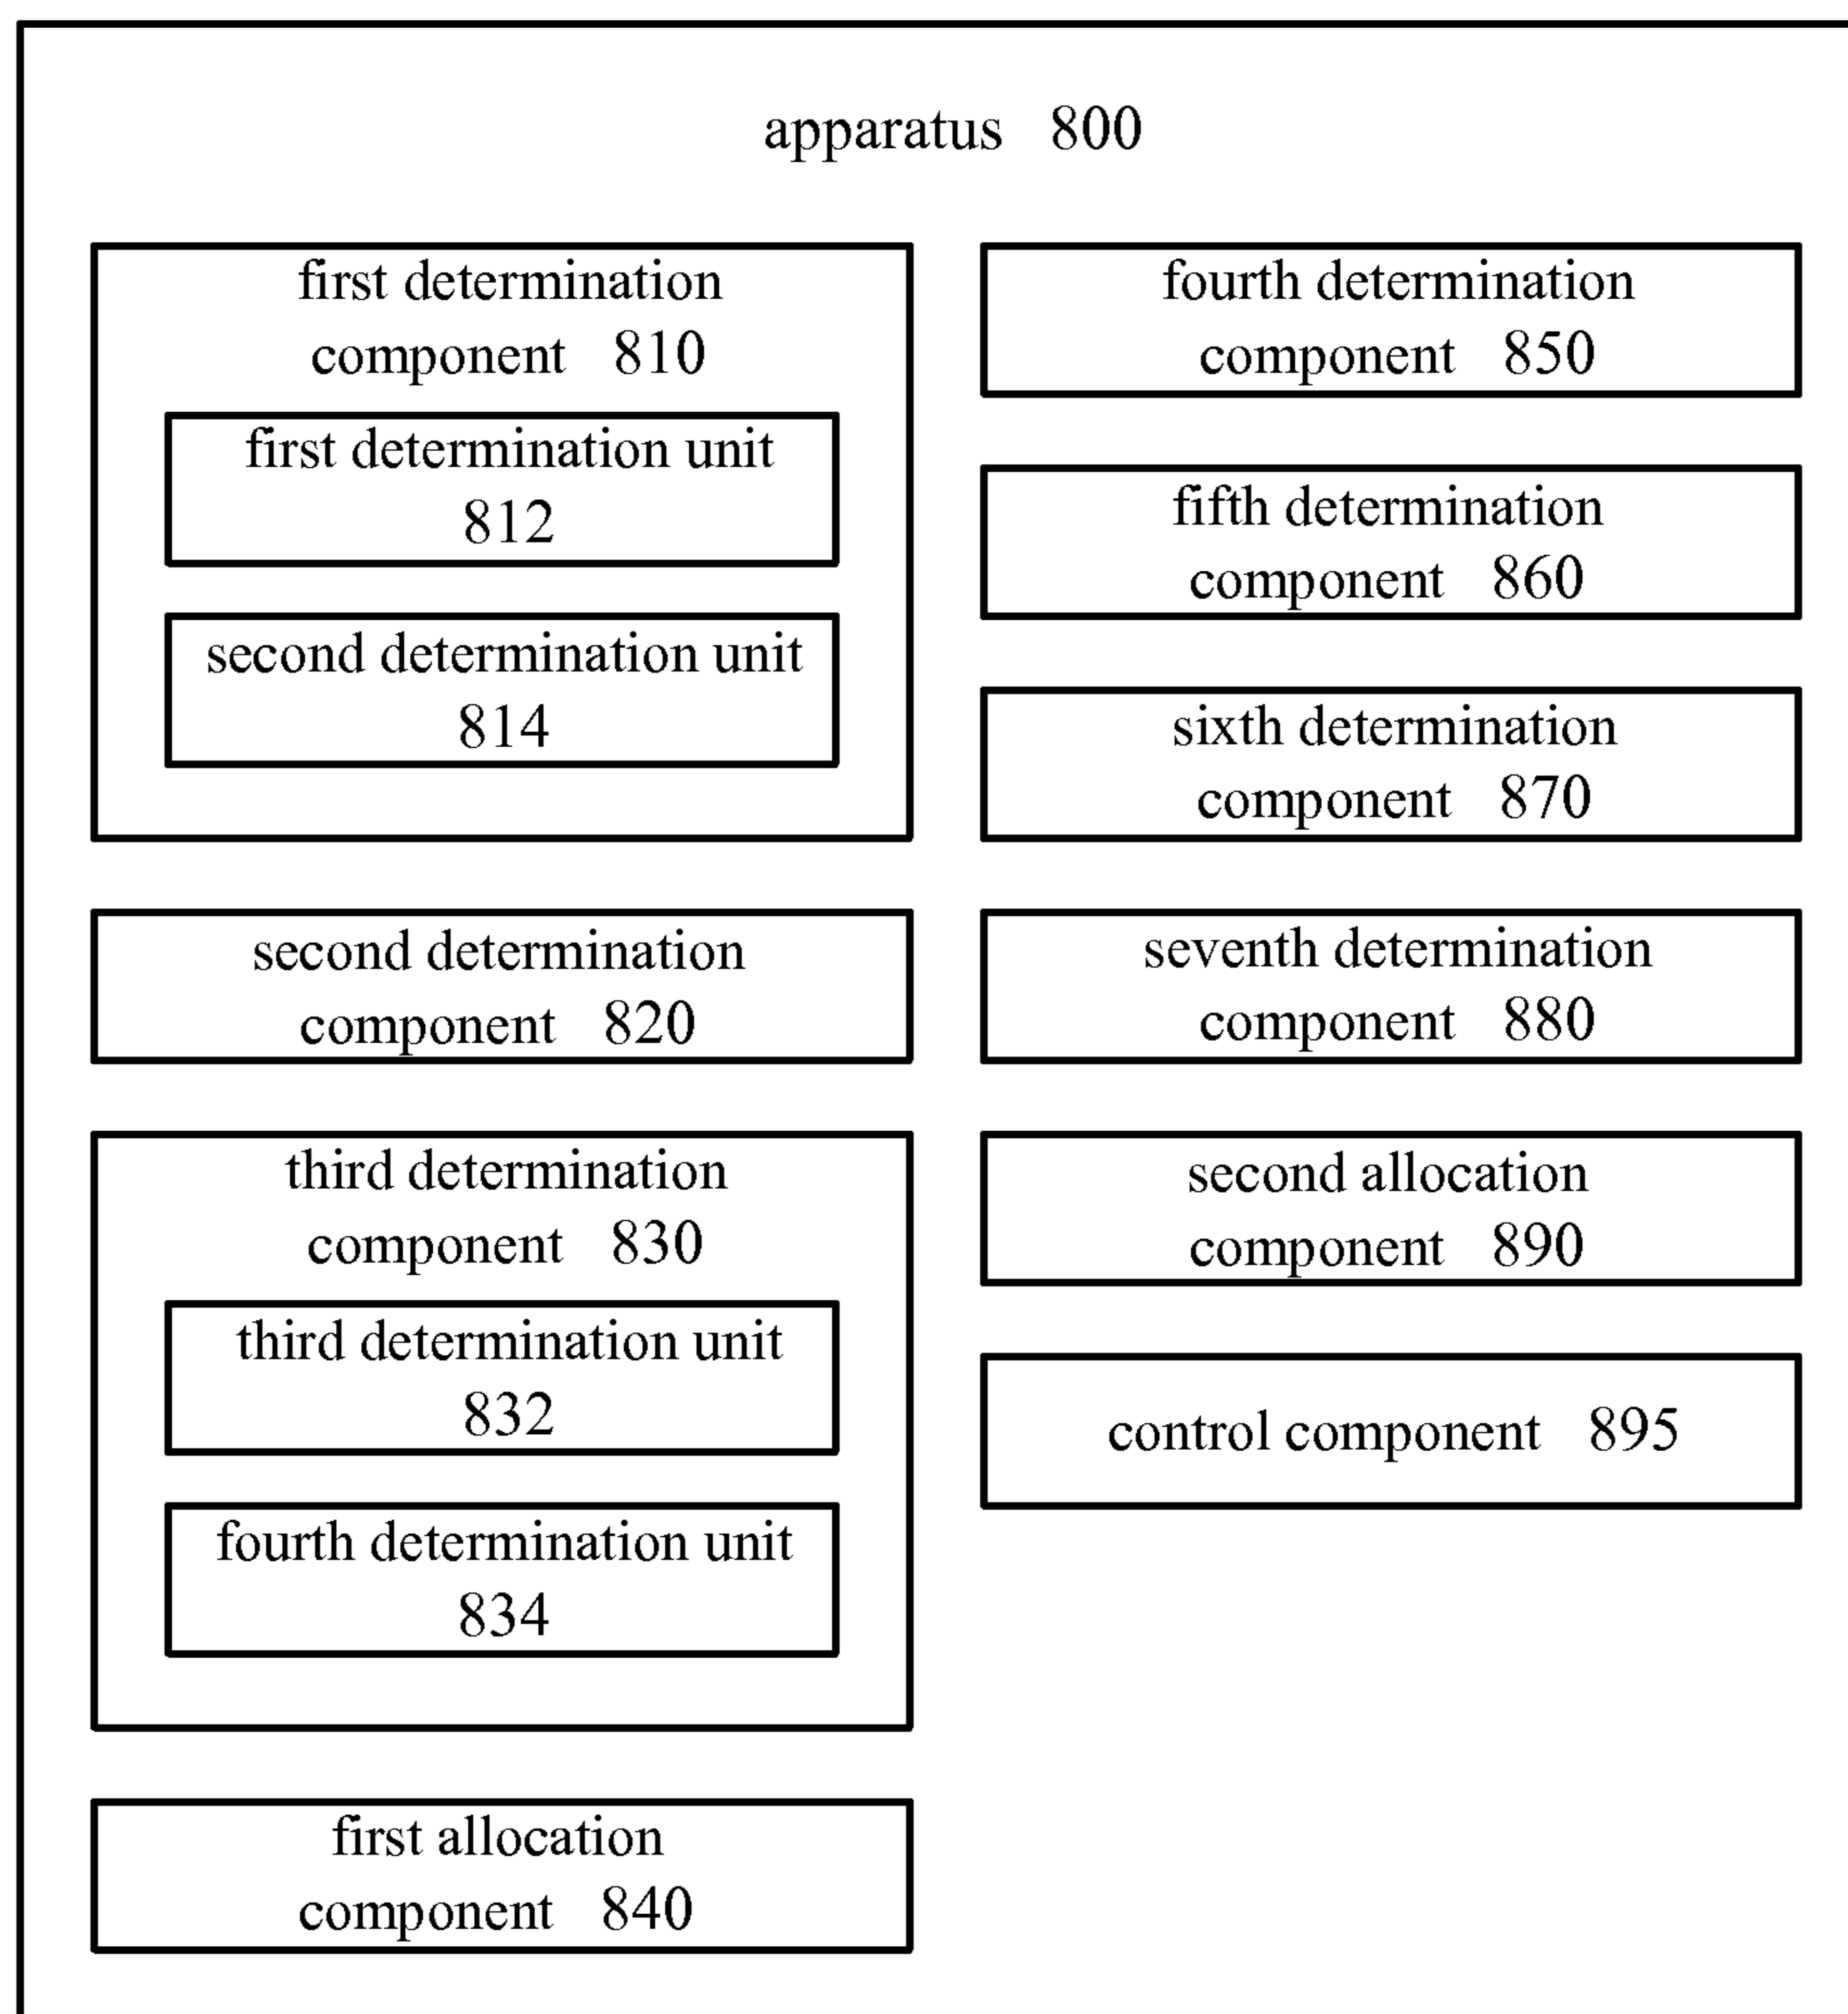 apparatus 800
first determination
component 810
first determination unit
812
second determination unit
814
second determination
component 820
third determination
component 830
third determination unit
832
fourth determination unit
834
first allocation
component 840
fourth determination
component 850
fifth determination
component 860
sixth determination
component 870
seventh determination
component 880
second allocation
component 890
control component 895